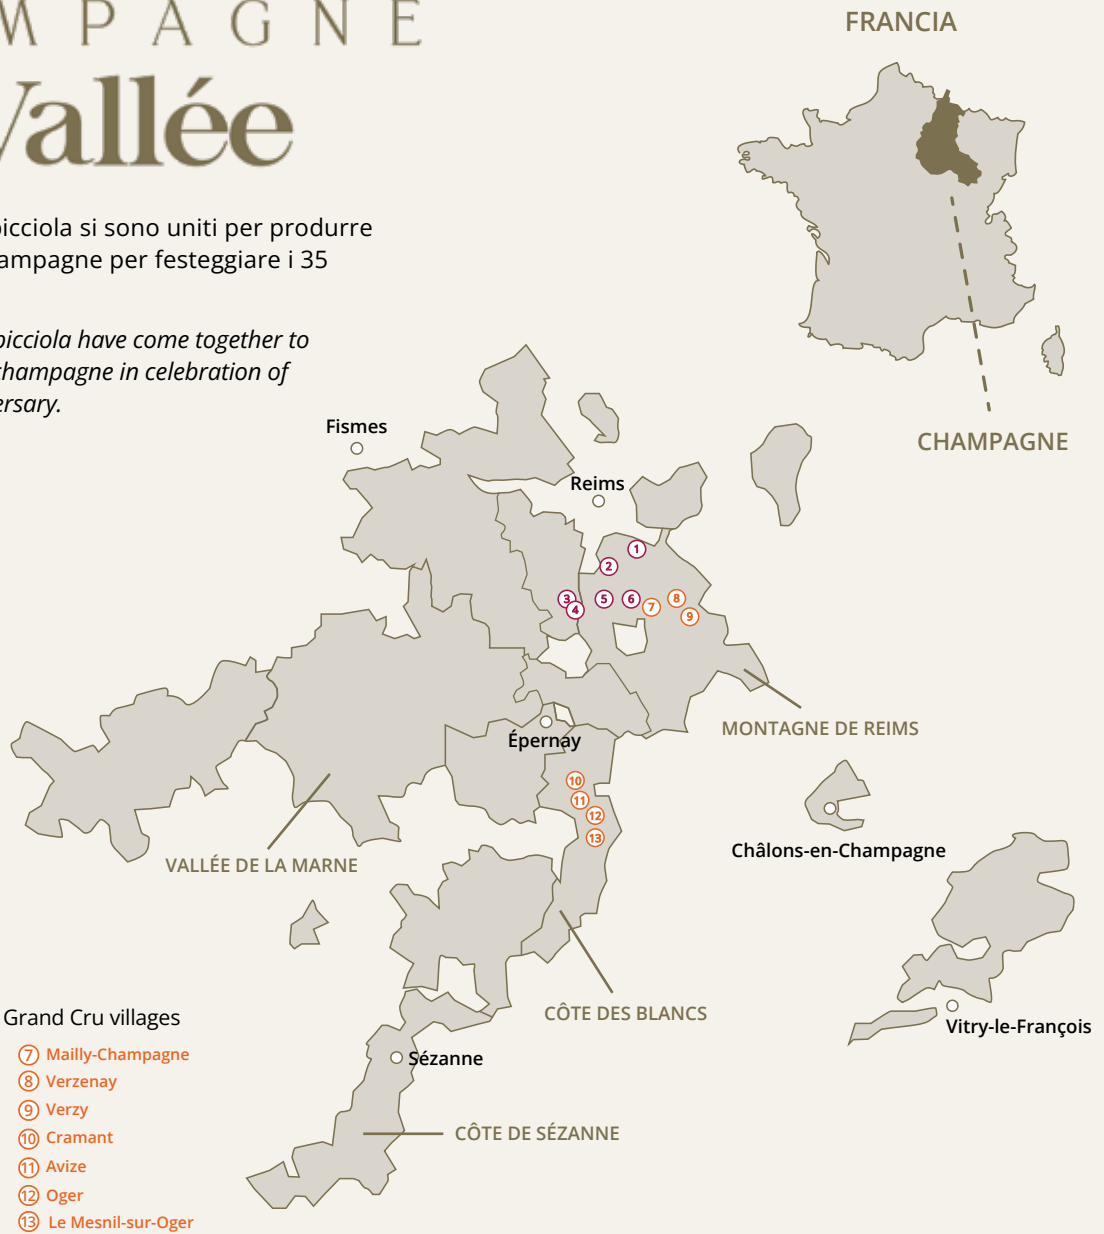 MPAGNE
Vallée
FRANCIA
picciola si sono uniti per produrre
ampagne per festeggiare i 35
picciola have come together to
champagne in celebration of
ersary.
CHAMPAGNE
Fismes
Reims
1
2
3
4
5
6
7
8
9
MONTAGNE DE REIMS
Épernay
10
11
12
13
Châlons-en-Champagne
VALLÉE DE LA MARNE
CÔTE DES BLANCS
Vitry-le-François
Sézanne
CÔTE DE SÉZANNE
Grand Cru villages
7 Mailly-Champagne
8 Verzenay
9 Verzy
10 Cramant
11 Avize
12 Oger
13 Le Mesnil-sur-Oger